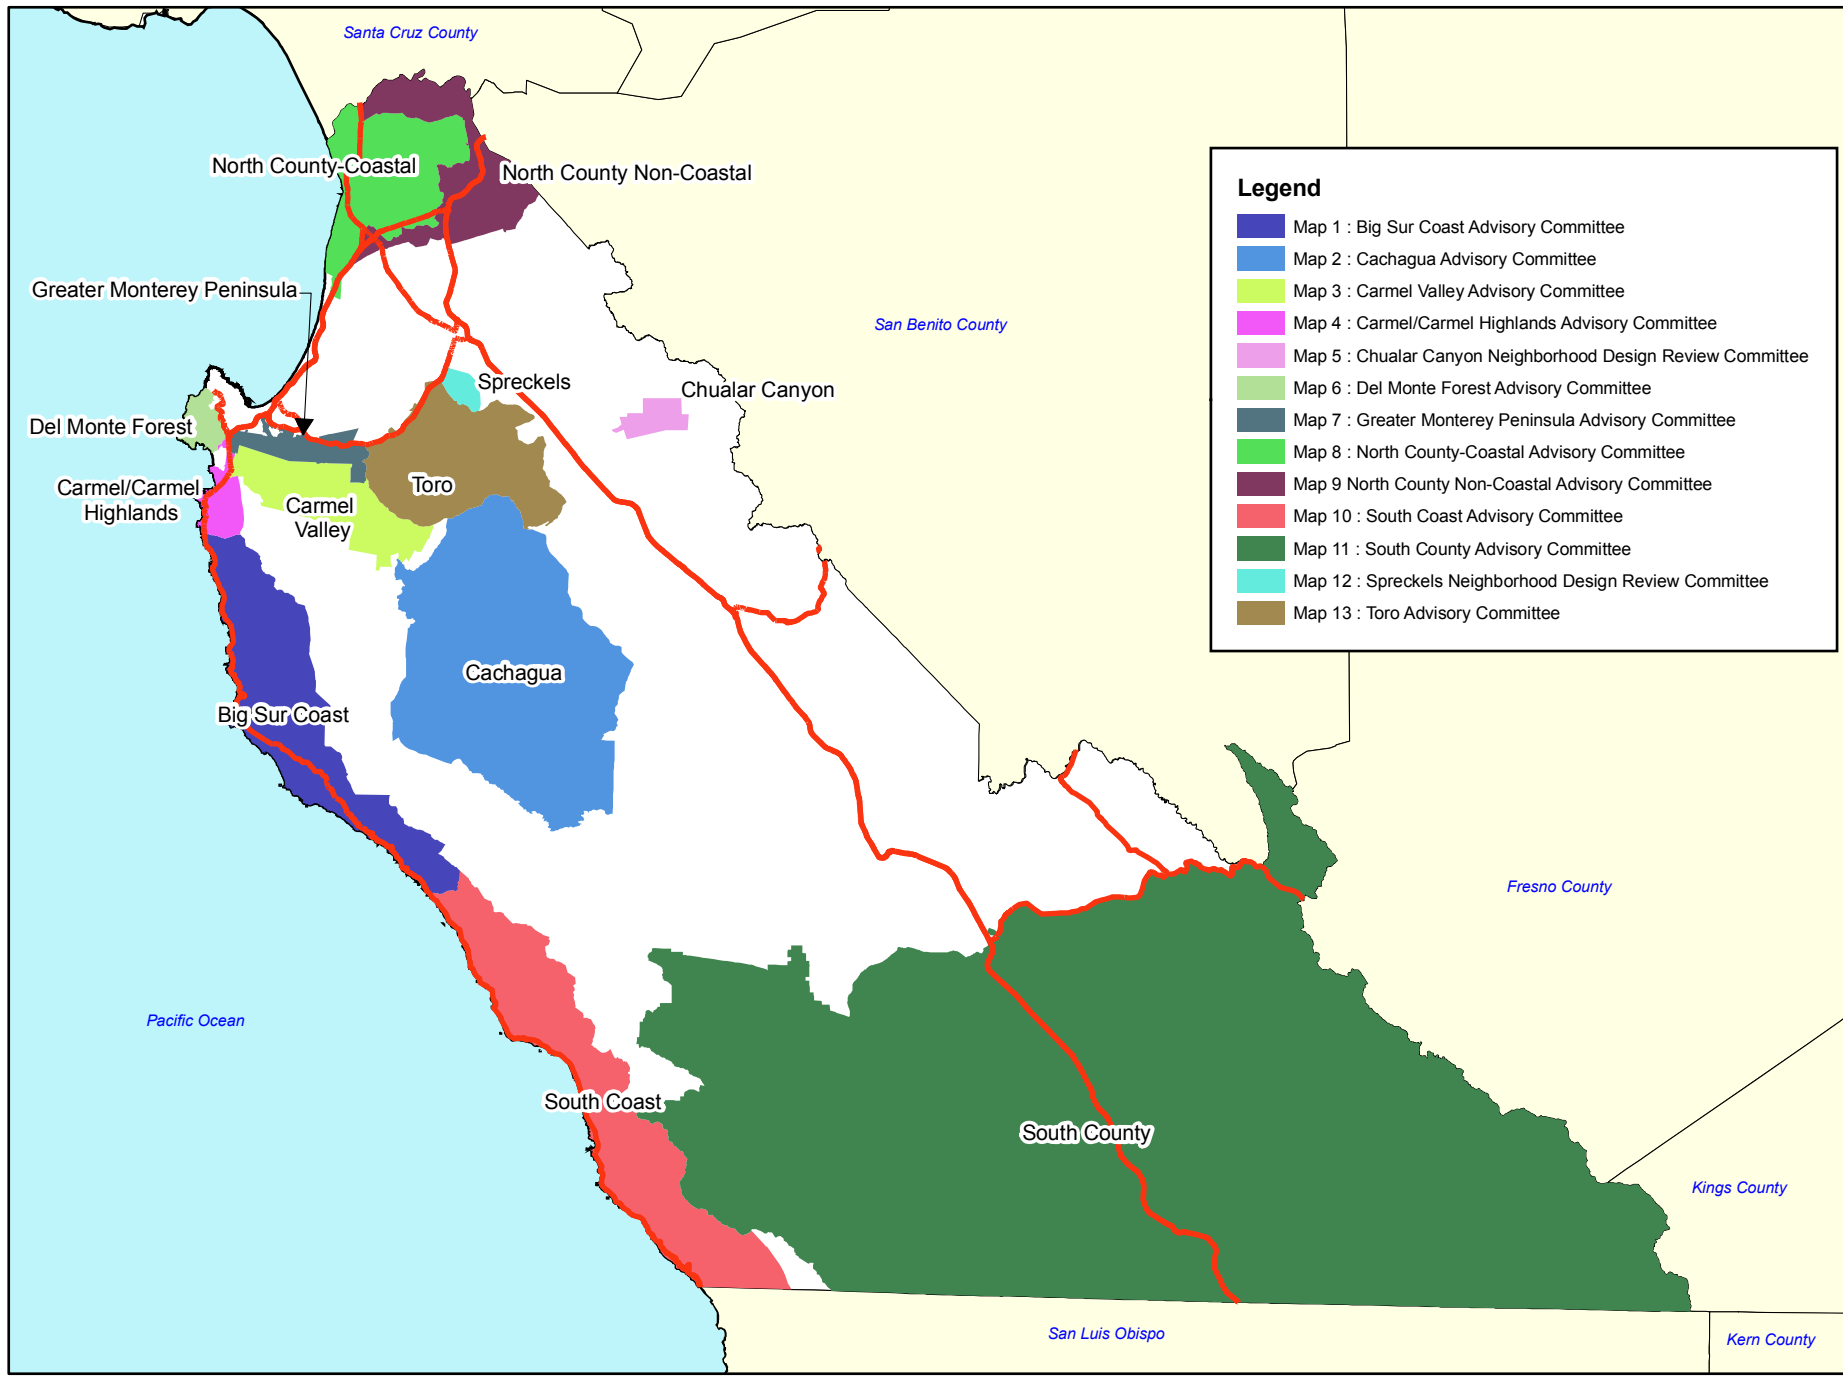 Santa Cruz County
North County-Coastal
North County Non-Coastal
Greater Monterey Peninsula
San Benito County
Spreckels
Chualar Canyon
Del Monte Forest
Carmel/Carmel
Highlands
Toro
Carmel
Valley
Cachagua
Big Sur Coast
Fresno County
Pacific Ocean
South Coast
South County
Kings County
San Luis Obispo
Kern County
Legend
Map 1 : Big Sur Coast Advisory Committee
Map 2 : Cachagua Advisory Committee
Map 3 : Carmel Valley Advisory Committee
Map 4 : Carmel/Carmel Highlands Advisory Committee
Map 5 : Chualar Canyon Neighborhood Design Review Committee
Map 6 : Del Monte Forest Advisory Committee
Map 7 : Greater Monterey Peninsula Advisory Committee
Map 8 : North County-Coastal Advisory Committee
Map 9 North County Non-Coastal Advisory Committee
Map 10 : South Coast Advisory Committee
Map 11 : South County Advisory Committee
Map 12 : Spreckels Neighborhood Design Review Committee
Map 13 : Toro Advisory Committee